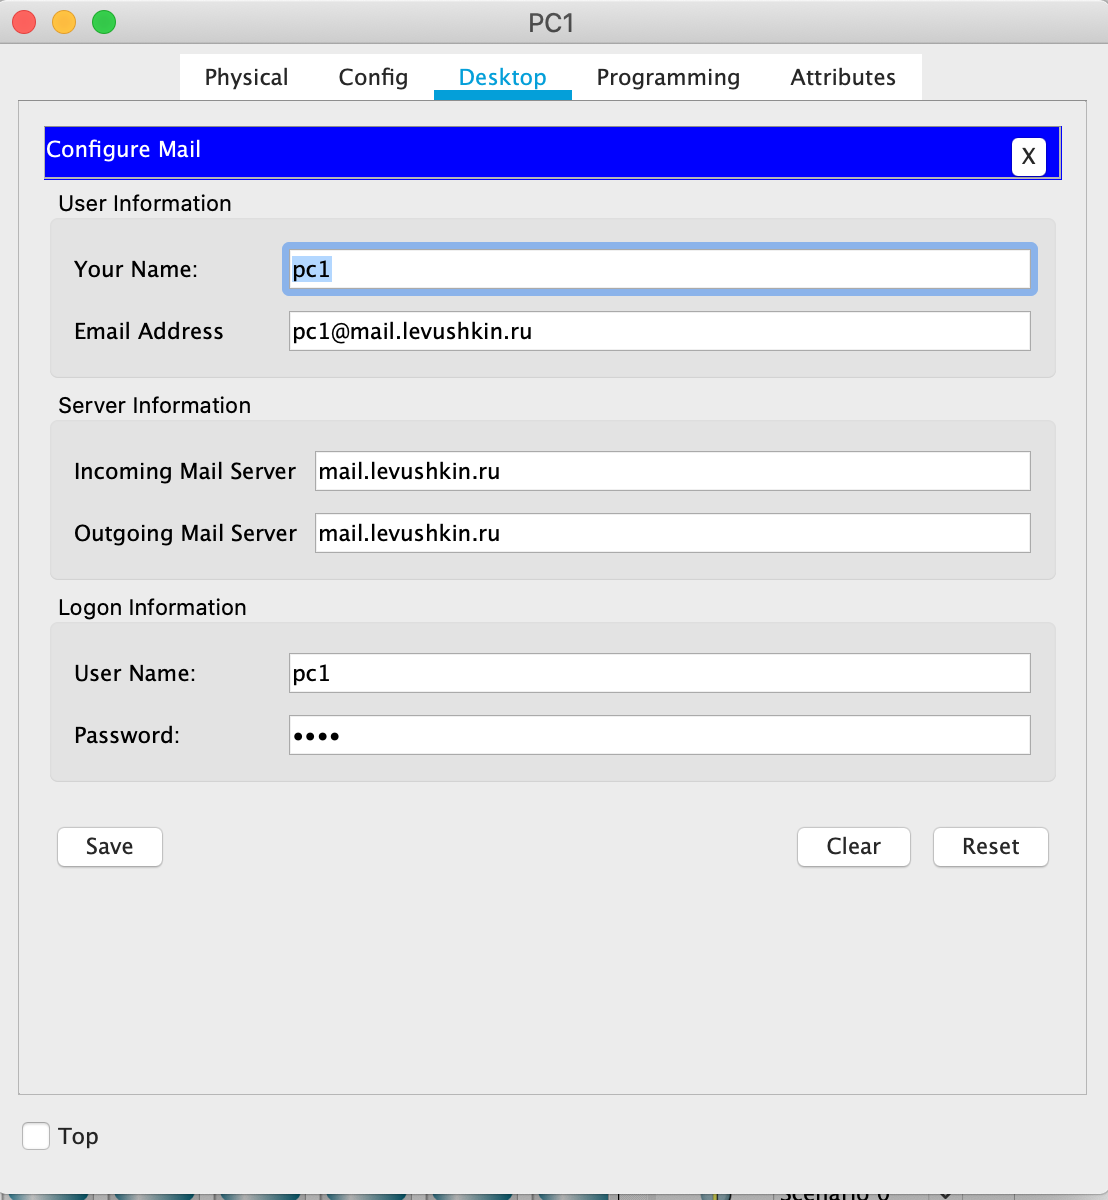 PC1
Physical Config Desktop Programming Attributes
Configure Mail
X
User Information
Your Name: pc1
Email Address pc1@mail.levushkin.ru
Server Information
Incoming Mail Server mail.levushkin.ru
Outgoing Mail Server mail.levushkin.ru
Logon Information
User Name: pc1
Password: ••••
Save Clear Reset
Top
Scenario 0